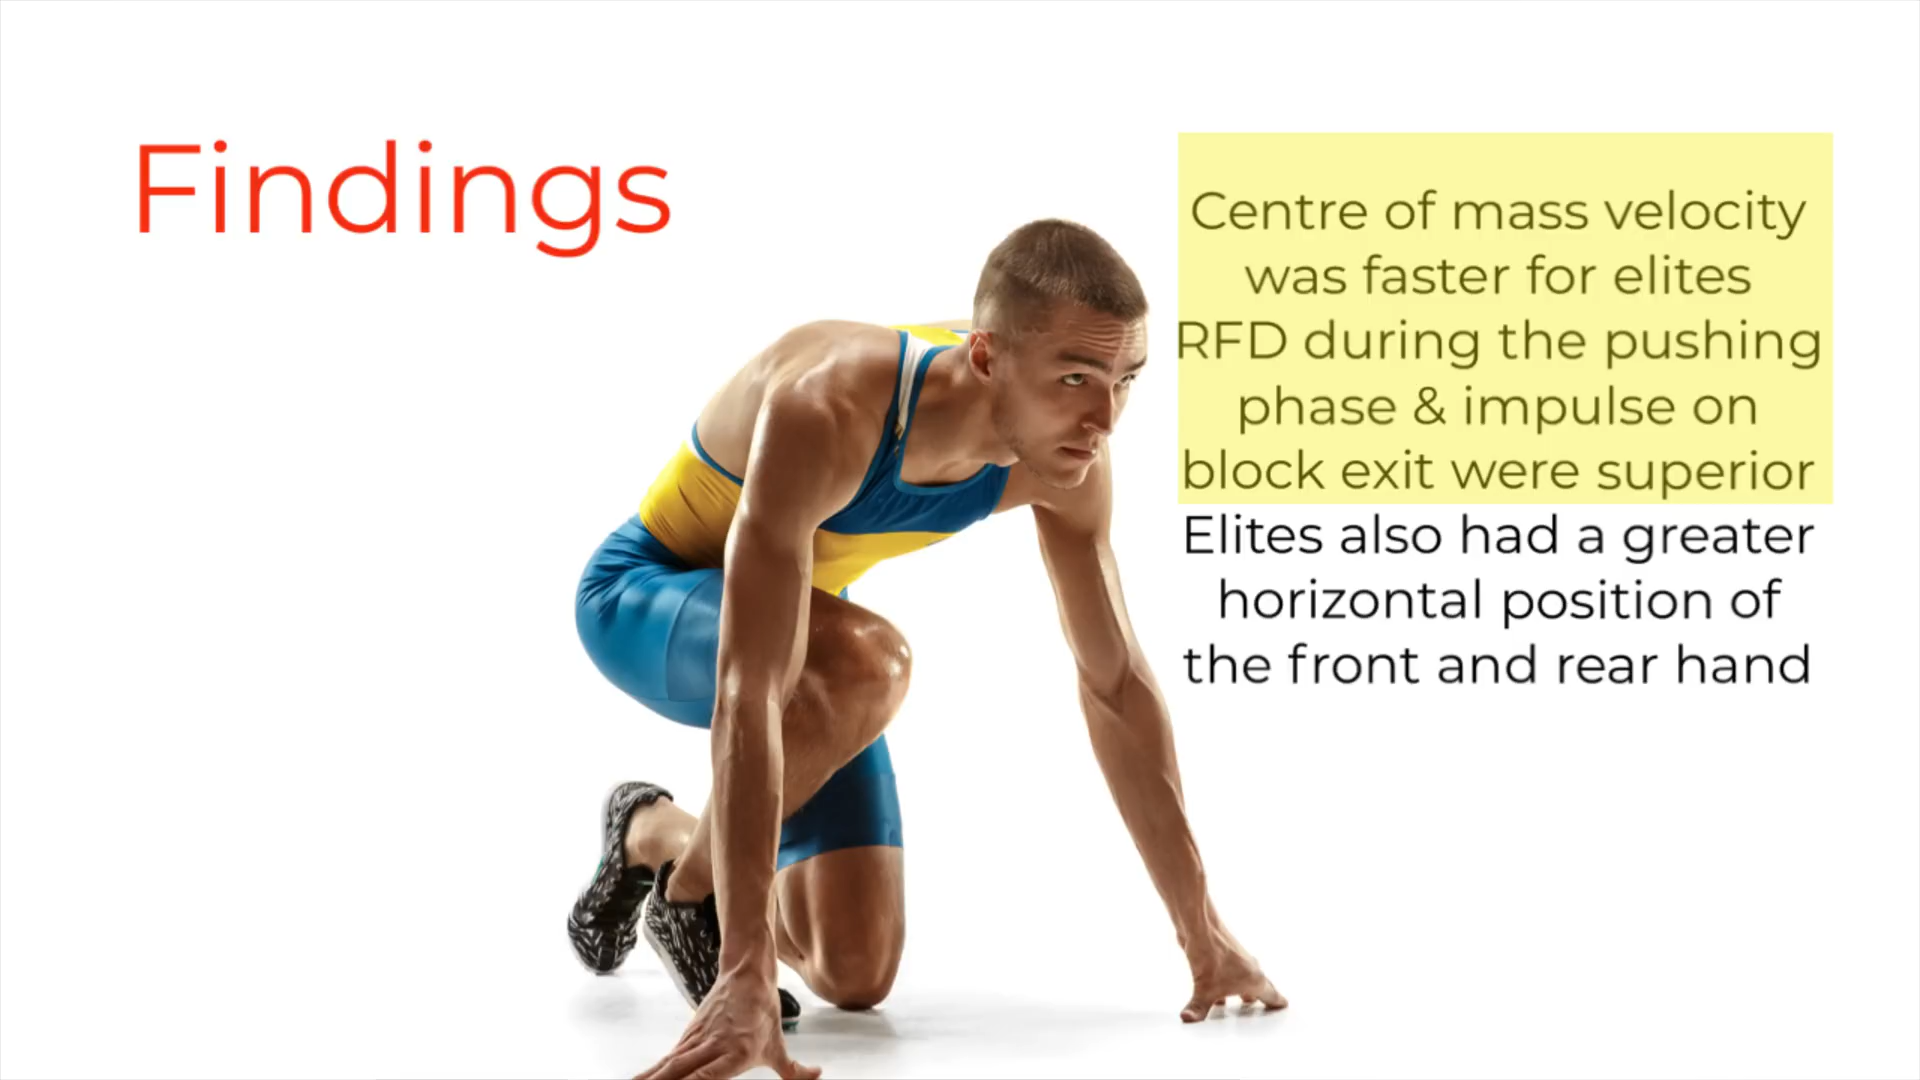 Findings
Centre of mass velocity
was faster for elites
RFD during the pushing
phase & impulse on
block exit were superior
Elites also had a greater
horizontal position of
the front and rear hand